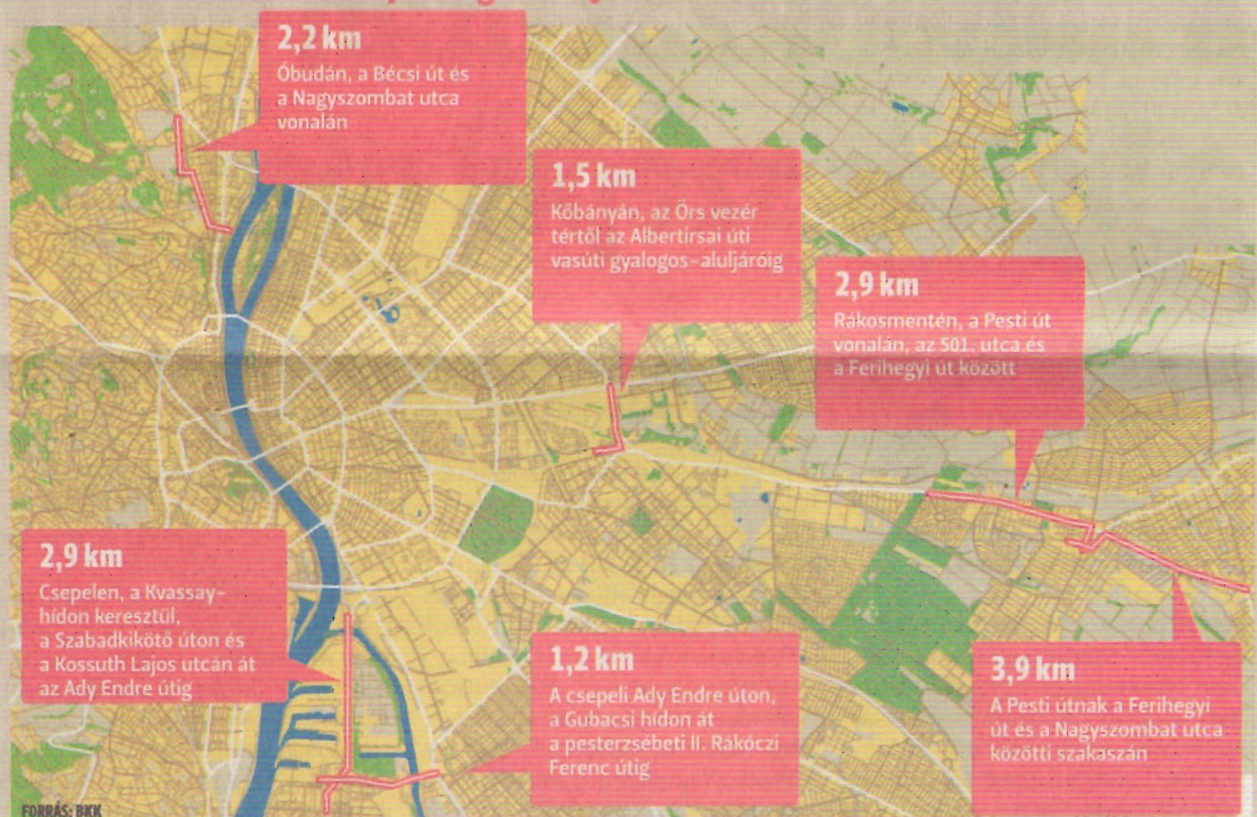 2,2 km
Óbudán, a Bécsi út és
a Nagyszombat utca
vonalán
1,5 km
Kőbányán, az Örs vezér
tértől az Albertirsai úti
vasúti gyalogos-aluljáróig
2,9 km
Rákosmentén, a Pesti út
vonalán, az 501. utca és
a Ferihegyi út között
2,9 km
Csepelen, a Kvassay-
hídon keresztül,
a Szabadkikötő úton és
a Kossuth Lajos utcán át
az Ady Endre útig
1,2 km
A csepeli Ady Endre úton,
a Gubacsi hídon át
a pesterzsébeti II. Rákóczi
Ferenc útig
3,9 km
A Pesti útnak a Ferihegyi
út és a Nagyszombat utca
közötti szakaszán
FORRÁS: BKK